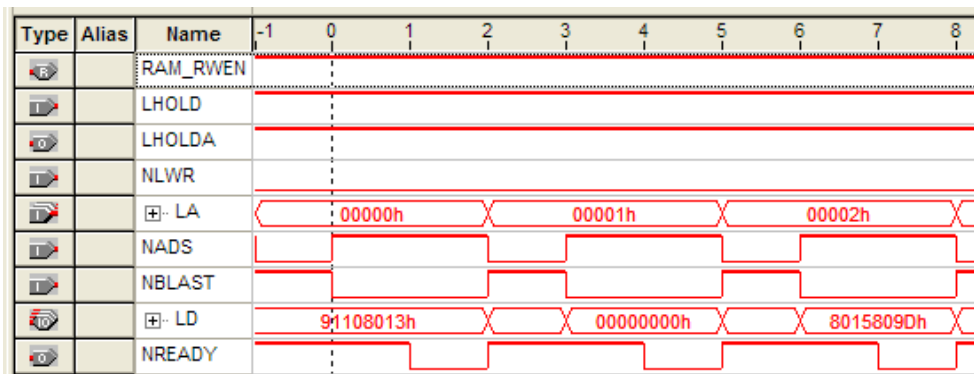 Type Alias Name -1 0 1 2 3 4 5 6 7 8
R RAM_RWEN
I LHOLD
O LHOLDA
I NLWR
I LA 00000h 00001h 00002h
I NADS
I NBLAST
LD 91108013h 00000000h 8015809Dh
O NREADY